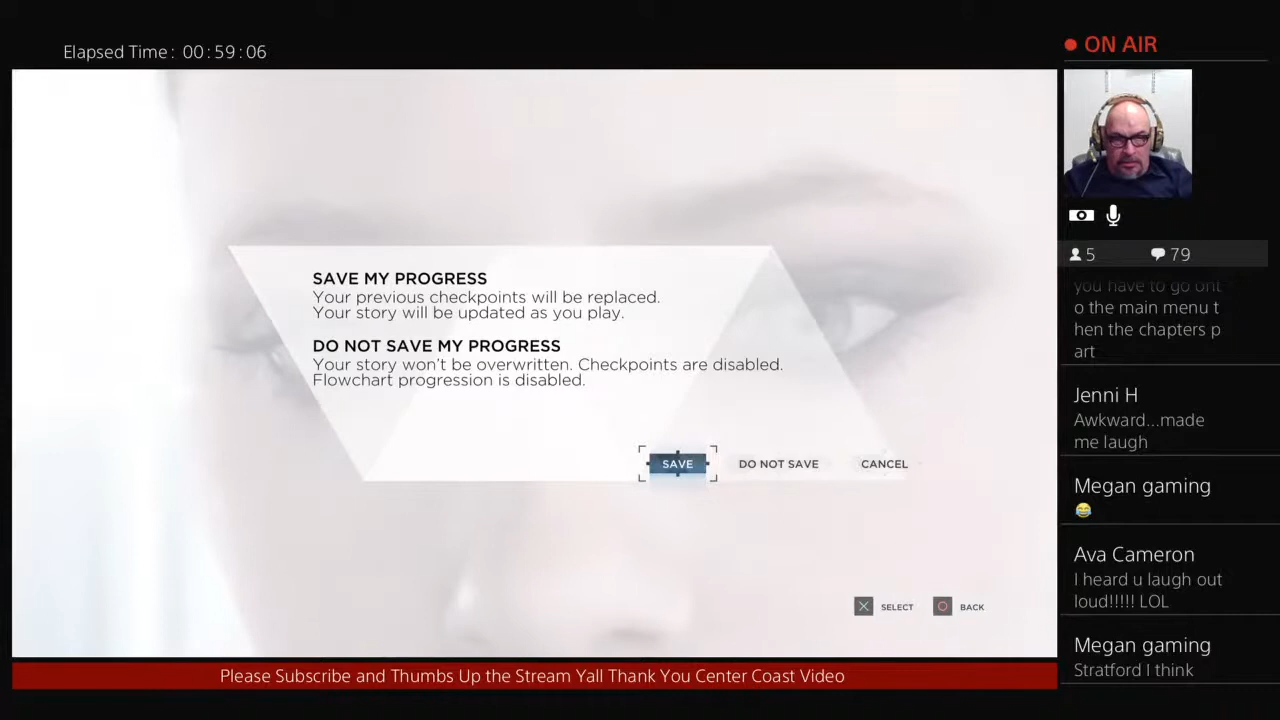 Elapsed Time: 00:59:06
ON AIR
5
79
SAVE MY PROGRESS
Your previous checkpoints will be replaced.
Your story will be updated as you play.
DO NOT SAVE MY PROGRESS
Your story won't be overwritten. Checkpoints are disabled.
Flowchart progression is disabled.
SAVE
DO NOT SAVE
CANCEL
SELECT
BACK
you have to go ont
o the main menu t
hen the chapters p
art
Jenni H
Awkward...made
me laugh
Megan gaming
😂
Ava Cameron
I heard u laugh out
loud!!!!! LOL
Megan gaming
Stratford I think
Please Subscribe and Thumbs Up the Stream Yall Thank You Center Coast Video